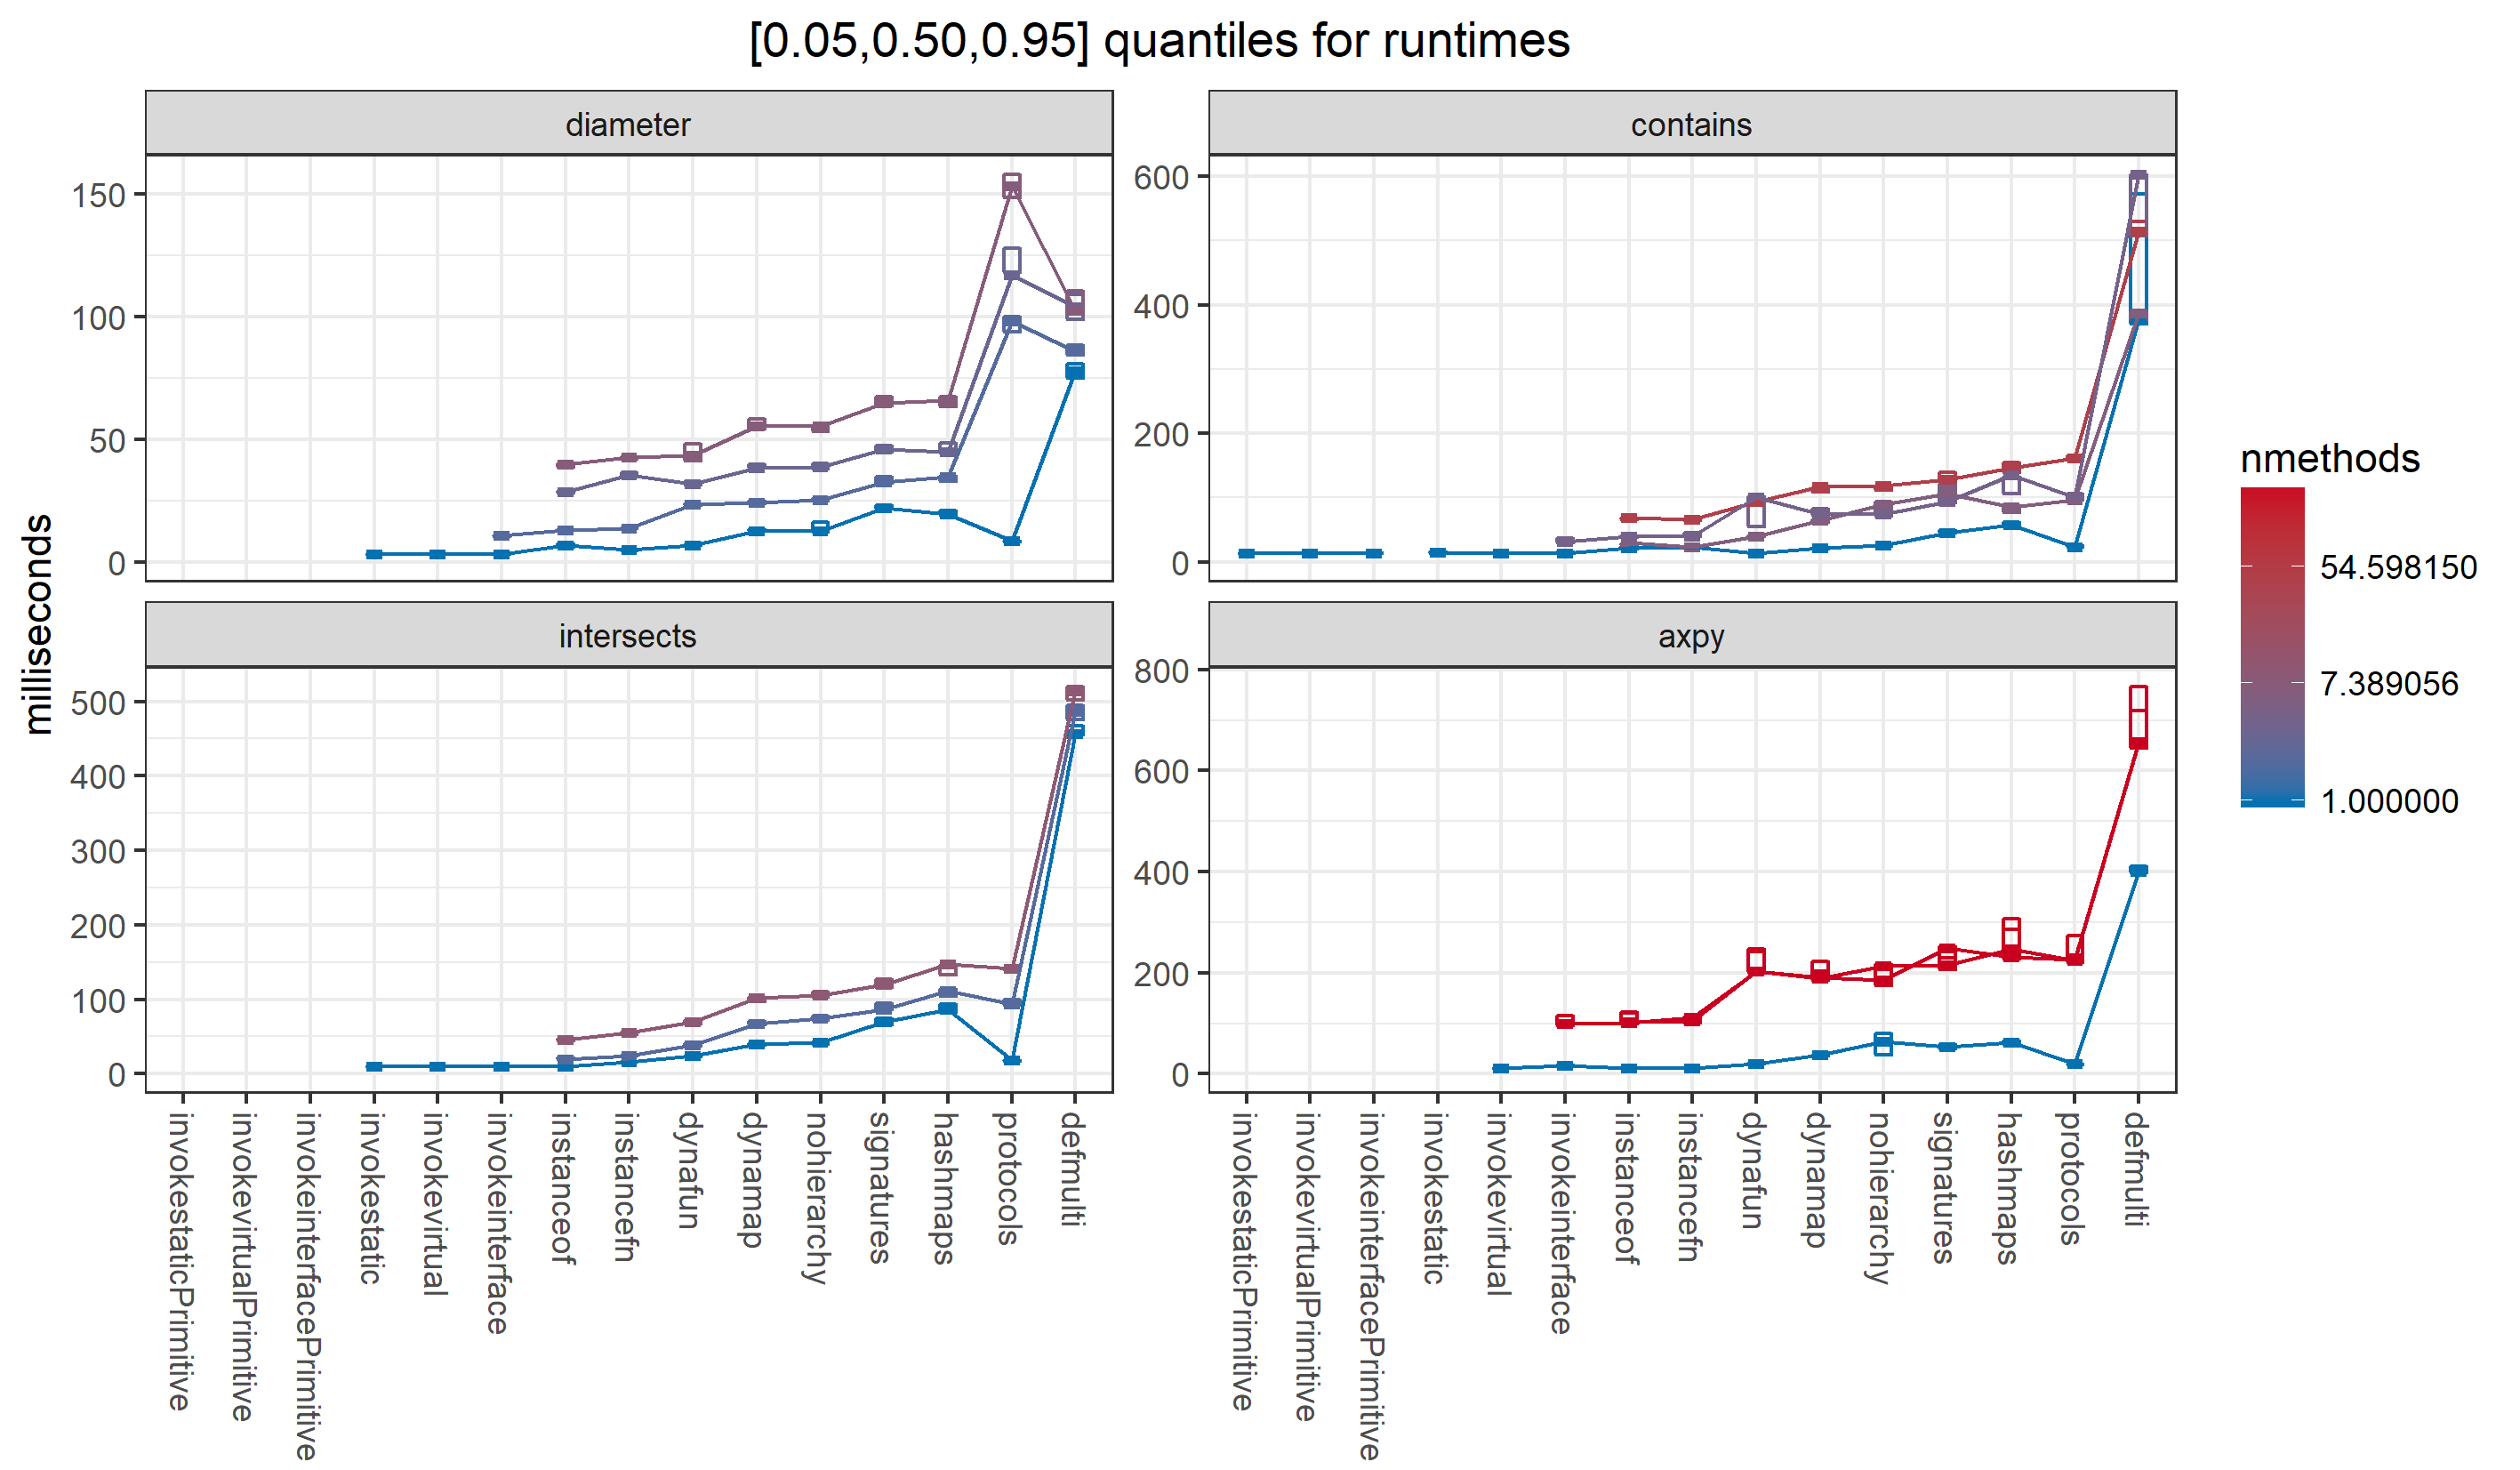 [0.05,0.50,0.95] quantiles for runtimes
diameter
contains
150
100
50
0
600
400
200
0
milliseconds
intersects
axpy
500
400
300
200
100
0
800
600
400
200
0
invokestaticPrimitive
invokevirtualPrimitive
invokeinterfacePrimitive
invokestatic
invokevirtual
invokeinterface
instanceof
instancefn
dynafun
dynamap
nohierarchy
signatures
hashmaps
protocols
defmulti
invokestaticPrimitive
invokevirtualPrimitive
invokeinterfacePrimitive
invokestatic
invokevirtual
invokeinterface
instanceof
instancefn
dynafun
dynamap
nohierarchy
signatures
hashmaps
protocols
defmulti
nmethods
54.598150
7.389056
1.000000